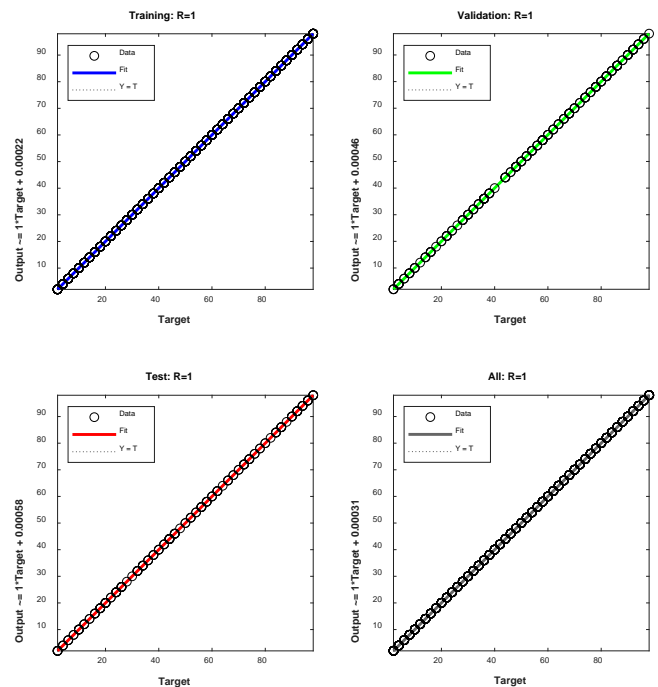 Training: R=1
Data
Fit
Y = T
90
80
70
60
50
40
30
20
10
Output ~= 1*Target + 0.00022
20 40 60 80
Target
Validation: R=1
Data
Fit
Y = T
90
80
70
60
50
40
30
20
10
Output ~= 1*Target + 0.00046
20 40 60 80
Target
Test: R=1
Data
Fit
Y = T
90
80
70
60
50
40
30
20
10
Output ~= 1*Target + 0.00058
20 40 60 80
Target
All: R=1
Data
Fit
Y = T
90
80
70
60
50
40
30
20
10
Output ~= 1*Target + 0.00031
20 40 60 80
Target